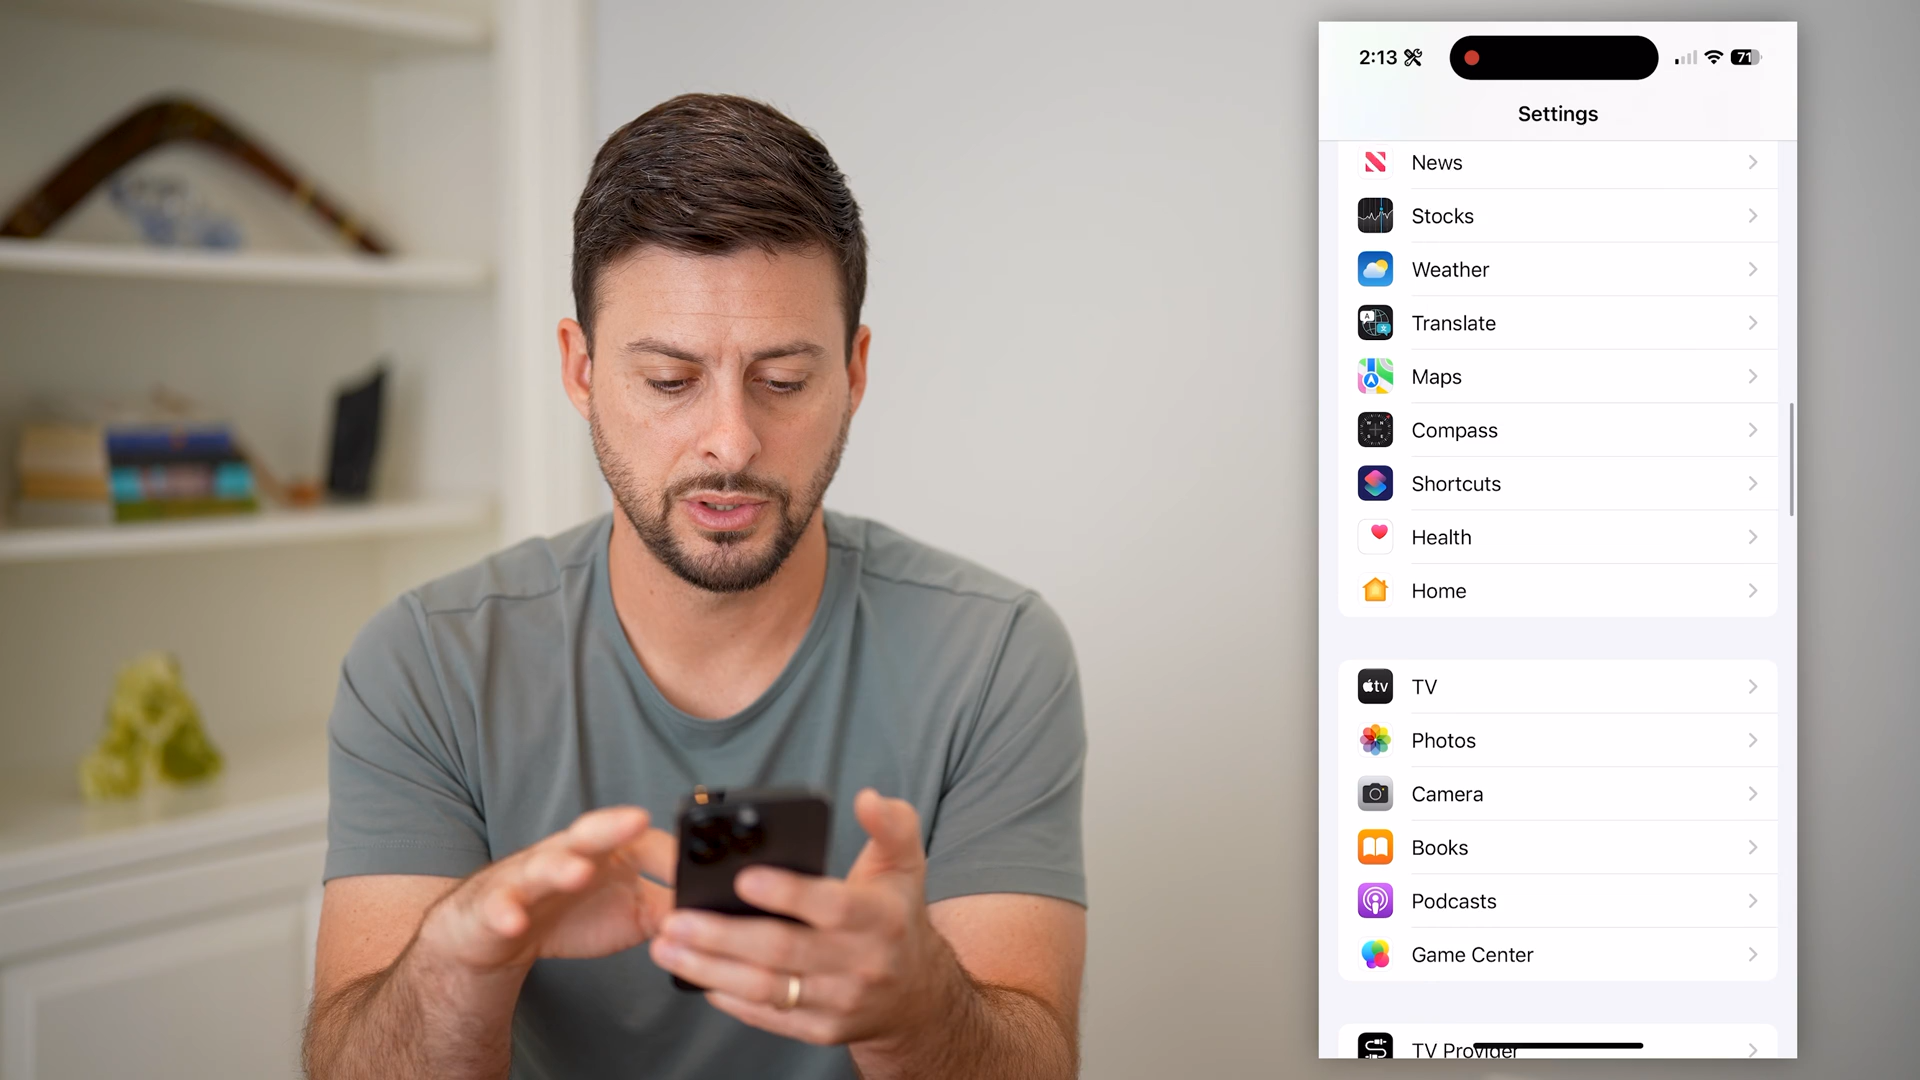 2:13 71
Settings
News
Stocks
Weather
Translate
Maps
Compass
Shortcuts
Health
Home
tv TV
Photos
Camera
Books
Podcasts
Game Center
TV Provider